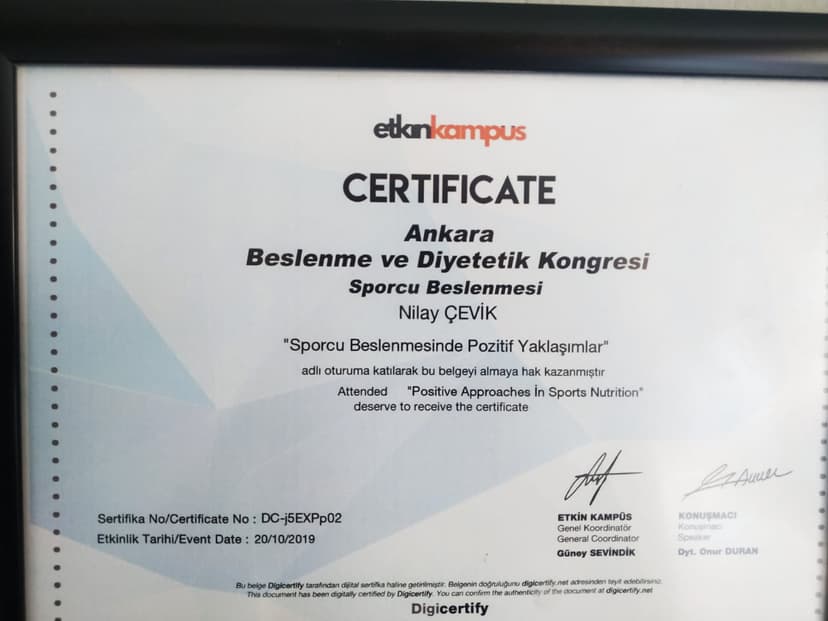 etkinkampus
CERTIFICATE
Ankara
Beslenme ve Diyetetik Kongresi
Sporcu Beslenmesi
Nilay ÇEVİK
"Sporcu Beslenmesinde Pozitif Yaklaşımlar"
adlı oturuma katılarak bu belgeyi almaya hak kazanmıştır
Attended "Positive Approaches İn Sports Nutrition"
deserve to receive the certificate
Sertifika No/Certificate No : DC-j5EXPp02
Etkinlik Tarihi/Event Date : 20/10/2019
ETKİN KAMPÜS
Genel Koordinatör
General Coordinator
Güney SEVİNDİK
KONUŞMACI
Konuşmacı
Speaker
Dyt. Onur DURAN
Bu belge Digicertify tarafından dijital sertifika haline getirilmiştir. Belgenin doğruluğunu digicertify.net adresinden teyit edebilirsiniz.
This document has been digitally certified by Digicertify. You can confirm the authenticity of the document at digicertify.net
Digicertify